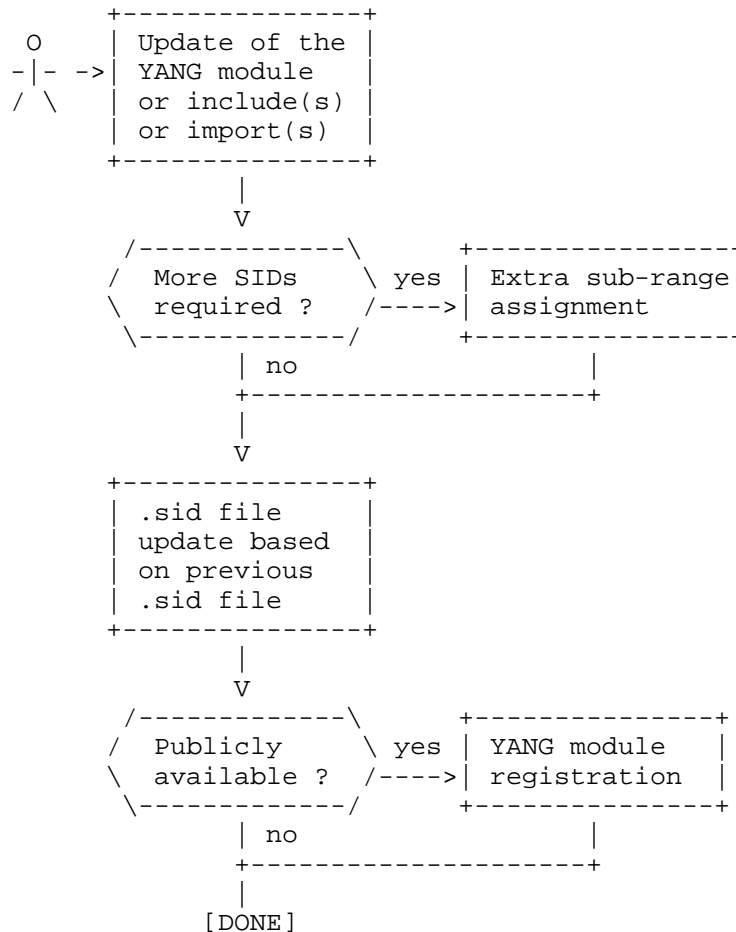 Update of the
YANG module
or include(s)
or import(s)
More SIDs
required ?
yes
Extra sub-range
assignment
no
.sid file
update based
on previous
.sid file
Publicly
available ?
yes
YANG module
registration
no
[DONE]